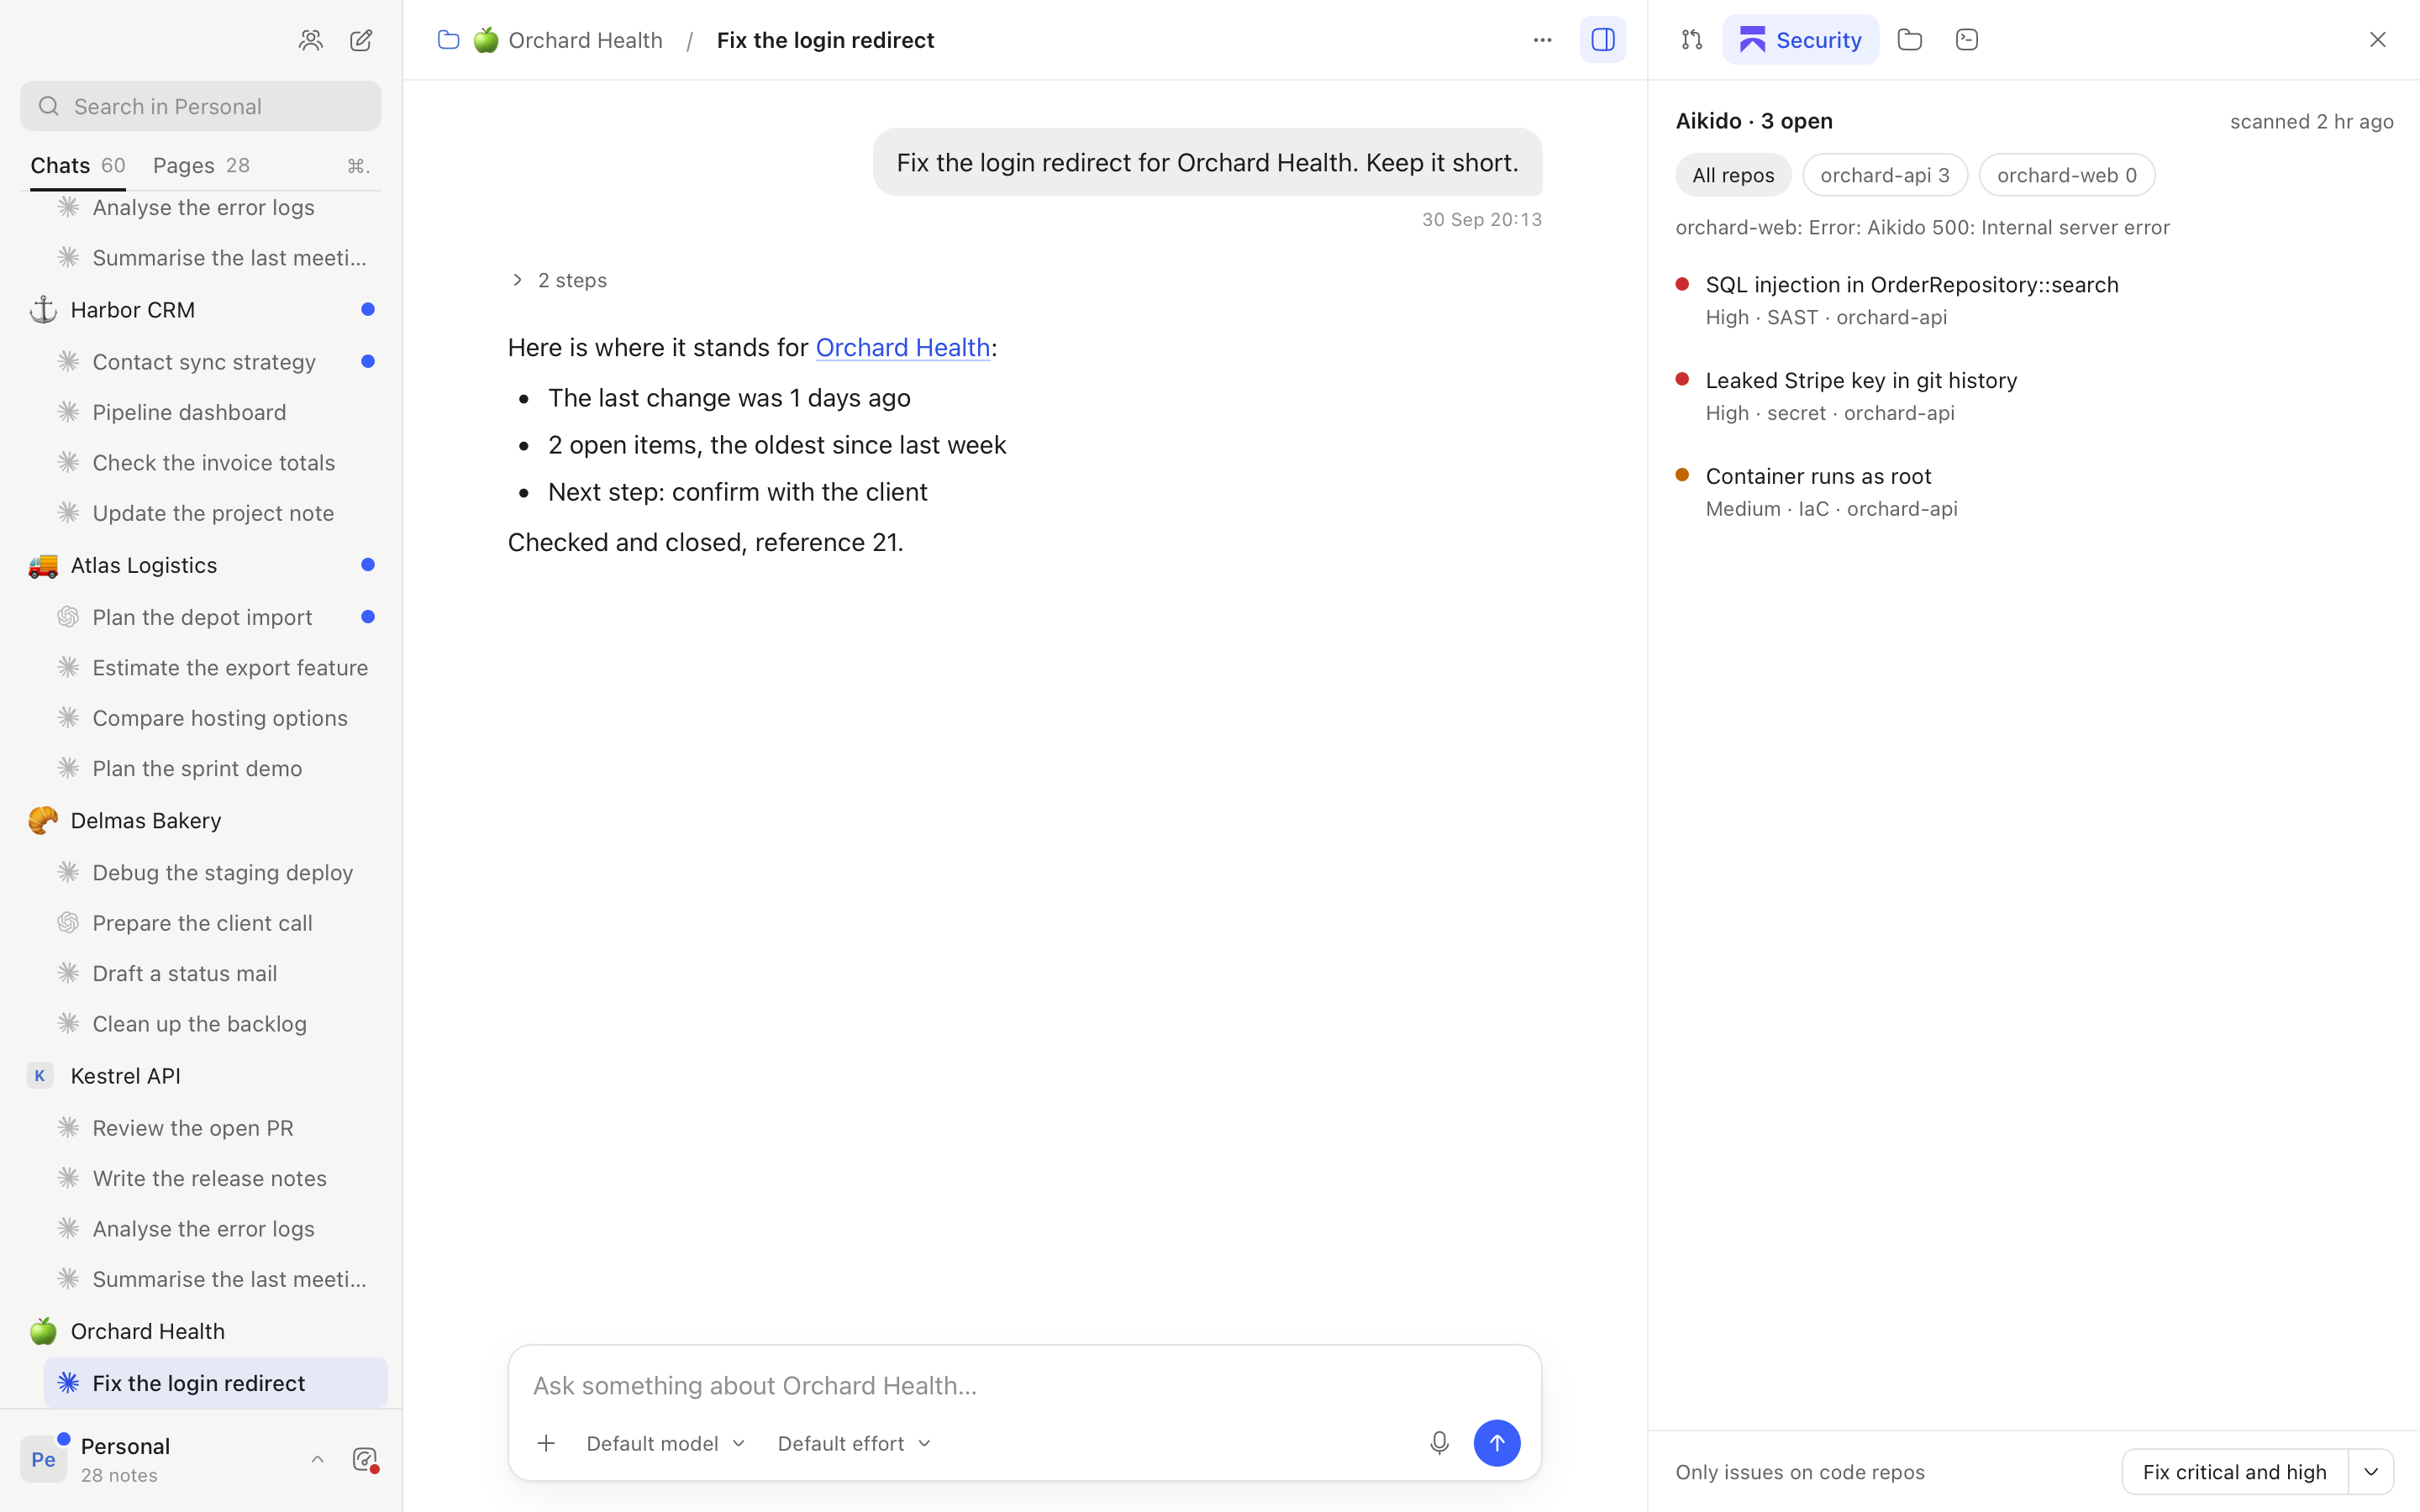 Search in Personal
Chats 60 Pages 28 ⌘.
Analyse the error logs
Summarise the last meeti...
Harbor CRM
Contact sync strategy
Pipeline dashboard
Check the invoice totals
Update the project note
Atlas Logistics
Plan the depot import
Estimate the export feature
Compare hosting options
Plan the sprint demo
Delmas Bakery
Debug the staging deploy
Prepare the client call
Draft a status mail
Clean up the backlog
K Kestrel API
Review the open PR
Write the release notes
Analyse the error logs
Summarise the last meeti...
Orchard Health
Fix the login redirect
Pe Personal
28 notes
Orchard Health / Fix the login redirect
Fix the login redirect for Orchard Health. Keep it short.
30 Sep 20:13
2 steps
Here is where it stands for Orchard Health:
• The last change was 1 days ago
• 2 open items, the oldest since last week
• Next step: confirm with the client
Checked and closed, reference 21.
Ask something about Orchard Health...
Default model Default effort
Security
Aikido · 3 open scanned 2 hr ago
All repos orchard-api 3 orchard-web 0
orchard-web: Error: Aikido 500: Internal server error
SQL injection in OrderRepository::search
High · SAST · orchard-api
Leaked Stripe key in git history
High · secret · orchard-api
Container runs as root
Medium · IaC · orchard-api
Only issues on code repos Fix critical and high